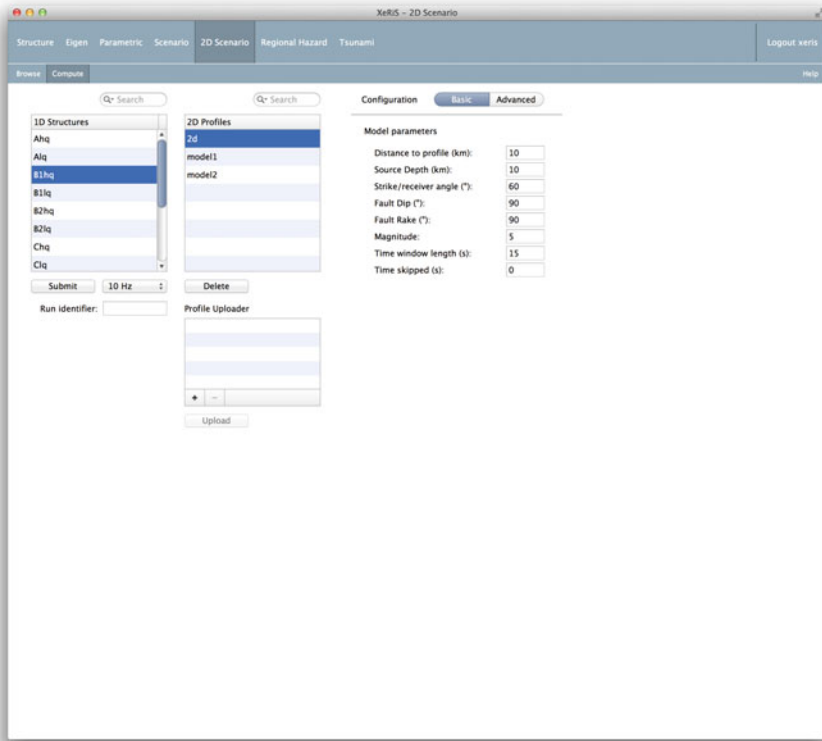 XeRiS – 2D Scenario
Structure Eigen Parametric Scenario 2D Scenario Regional Hazard Tsunami Logout xeris
Browse Compute Help
Search
1D Structures
Ahq
Alq
B1hq
B1lq
B2hq
B2lq
Chq
Clq
Submit 10 Hz
Run identifier:
Search
2D Profiles
2d
model1
model2
Delete
Profile Uploader
+ −
Upload
Configuration Basic Advanced
Model parameters
Distance to profile (km): 10
Source Depth (km): 10
Strike/receiver angle (°): 60
Fault Dip (°): 90
Fault Rake (°): 90
Magnitude: 5
Time window length (s): 15
Time skipped (s): 0